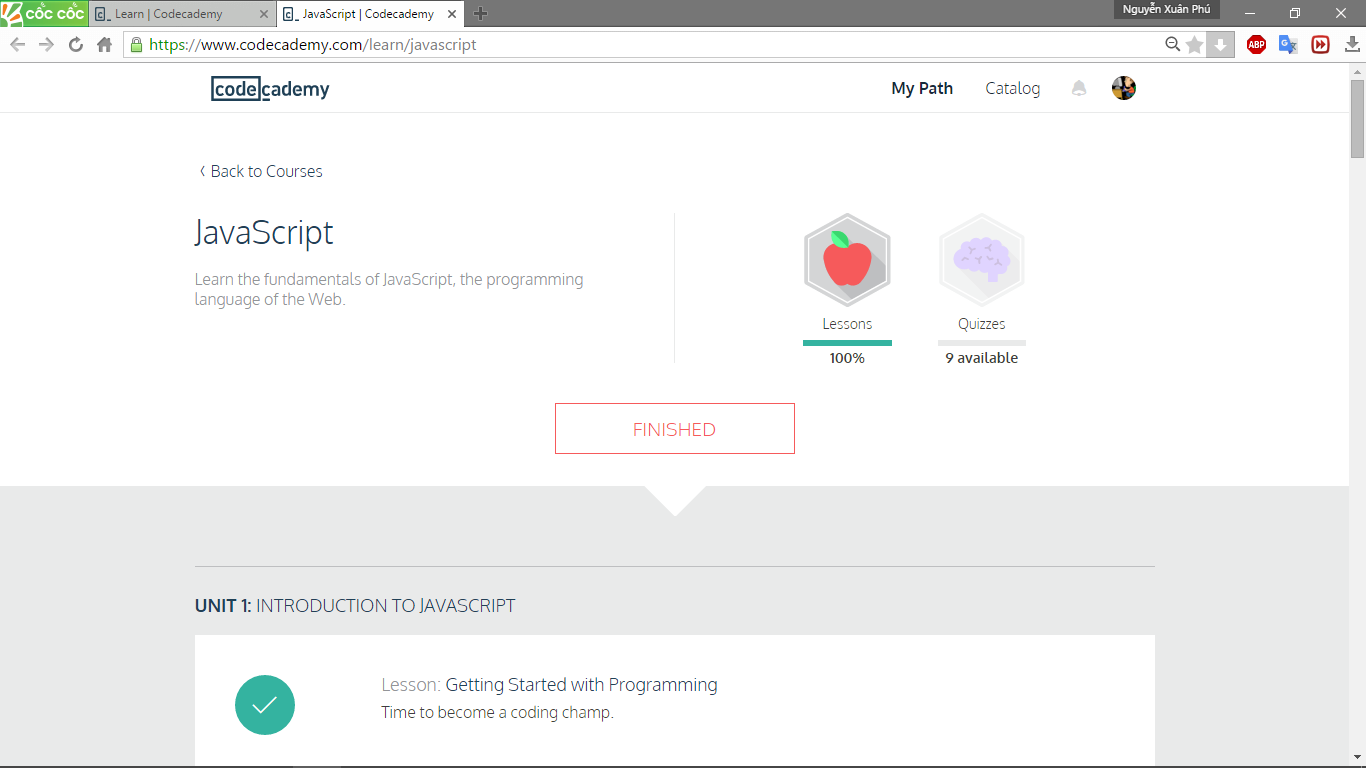 CỐC CỐC
Learn | Codecademy
JavaScript | Codecademy
Nguyễn Xuân Phú
https://www.codecademy.com/learn/javascript
ABP
codecademy
My Path
Catalog
Back to Courses
JavaScript
Learn the fundamentals of JavaScript, the programming
language of the Web.
Lessons
100%
Quizzes
9 available
FINISHED
UNIT 1: INTRODUCTION TO JAVASCRIPT
Lesson: Getting Started with Programming
Time to become a coding champ.